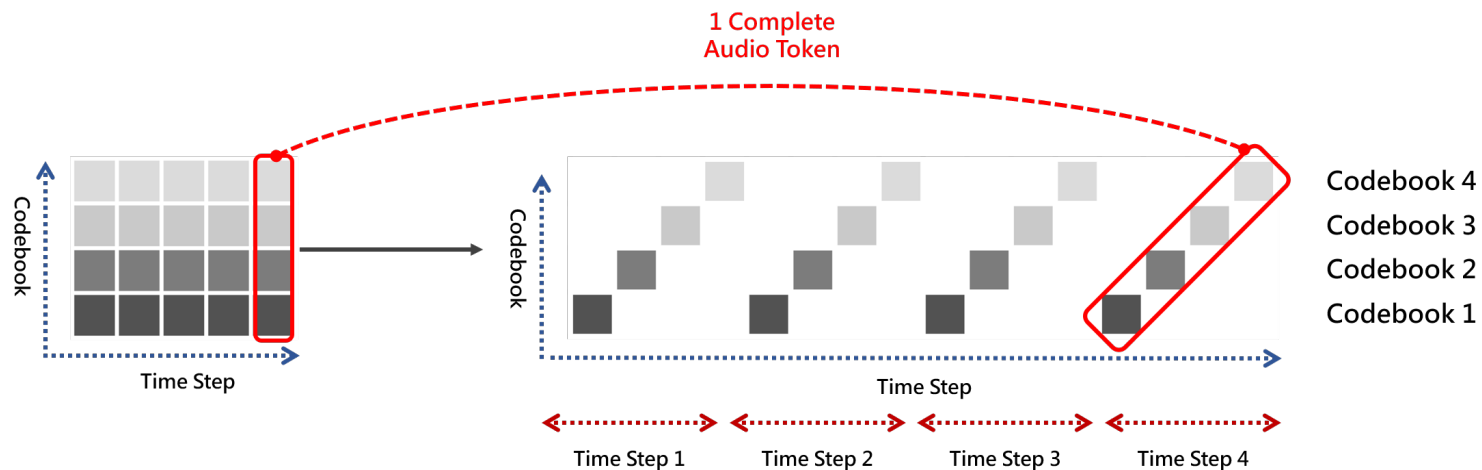 1 Complete
Audio Token
Codebook
Time Step
Codebook
Codebook 4
Codebook 3
Codebook 2
Codebook 1
Time Step
Time Step 1
Time Step 2
Time Step 3
Time Step 4